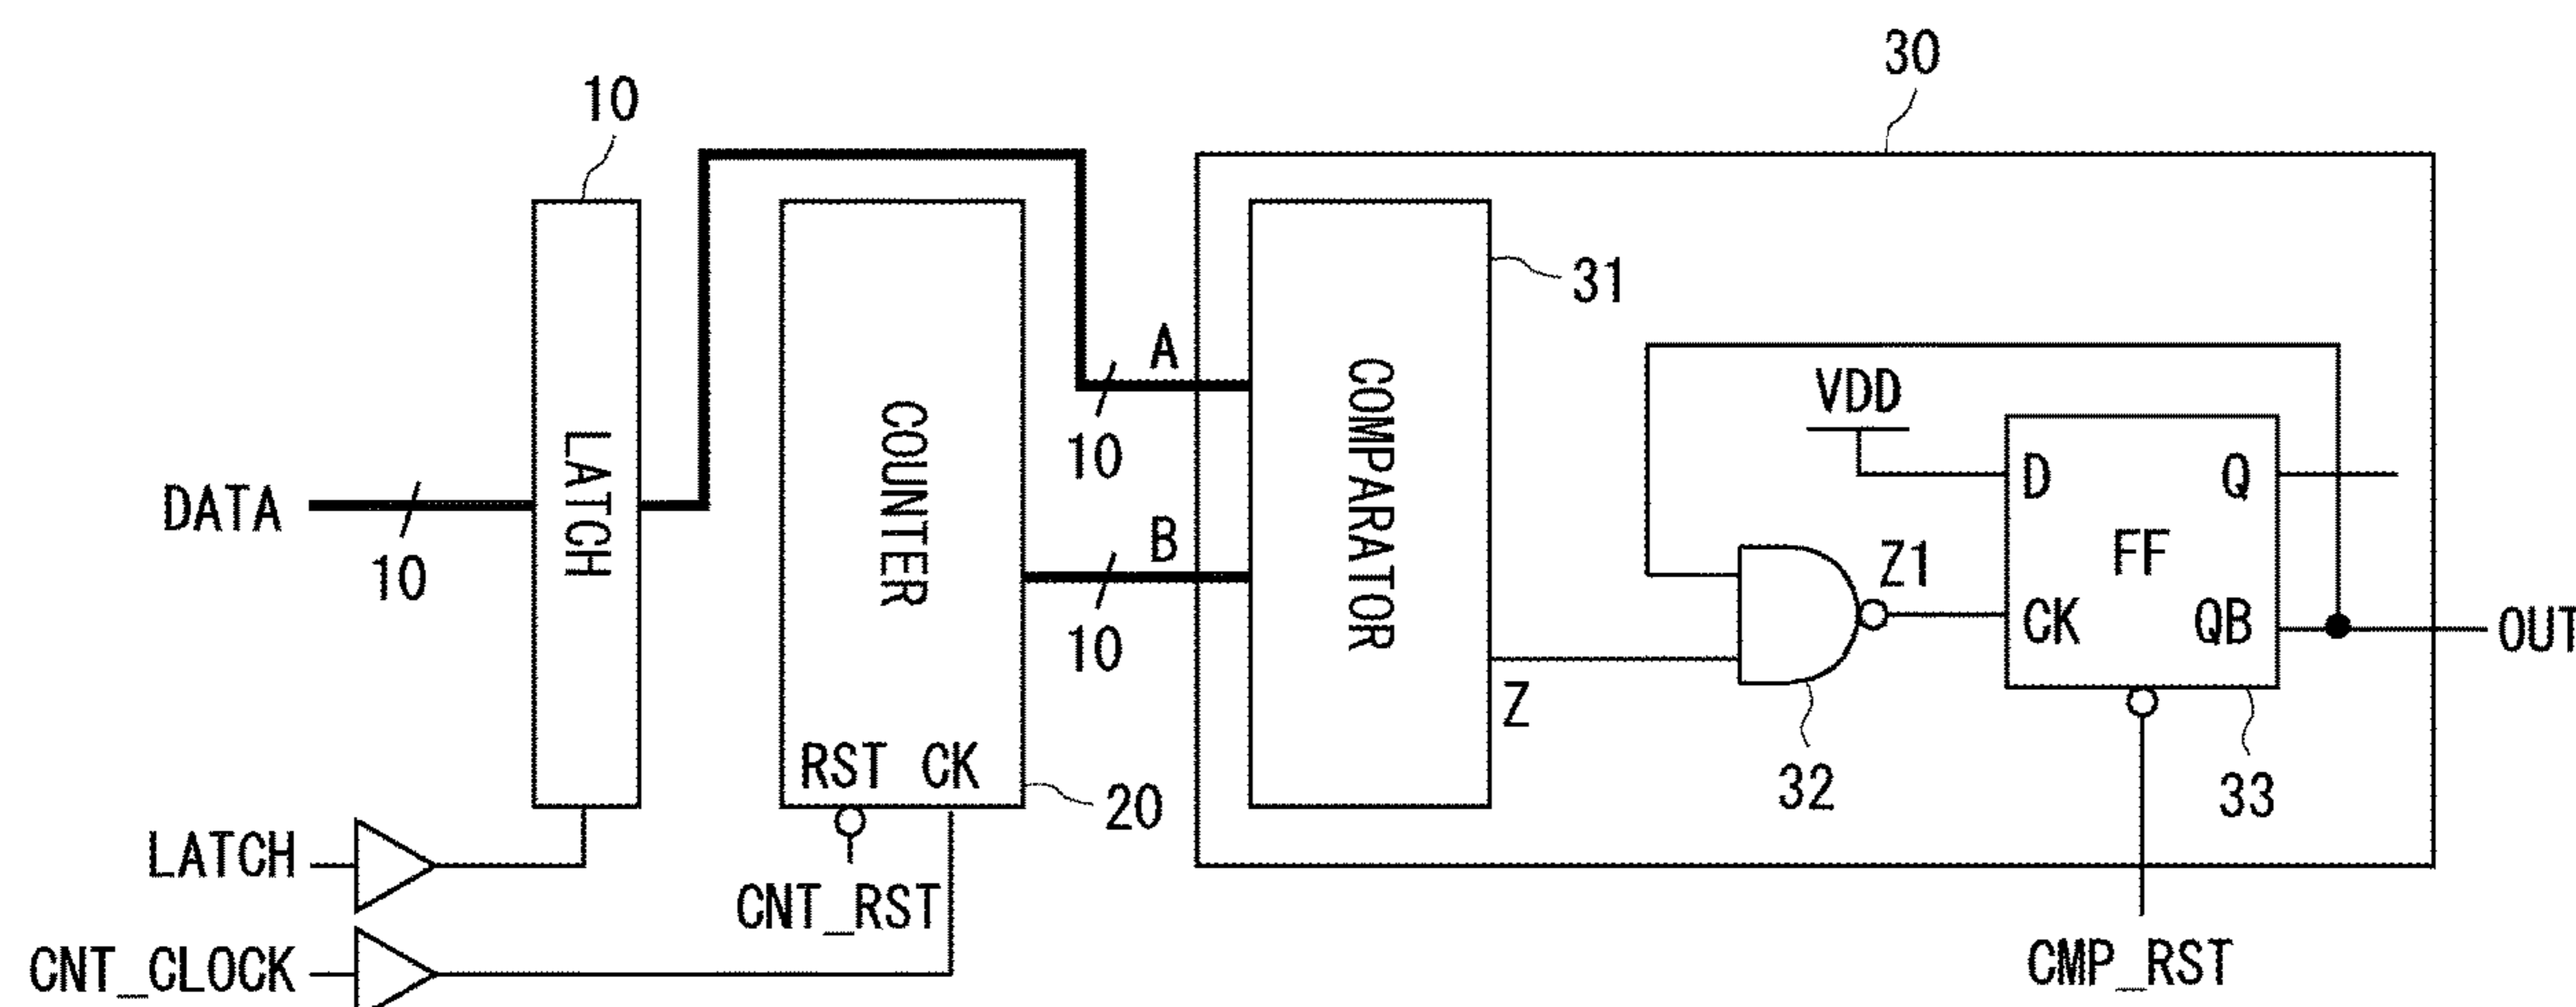 30
10
31
A
10
B
10
DATA
10
LATCH
COUNTER
COMPARATOR
VDD
D
Q
FF
Z1
CK
QB
OUT
Z
32
33
RST
CK
20
LATCH
CNT_RST
CNT_CLOCK
CMP_RST